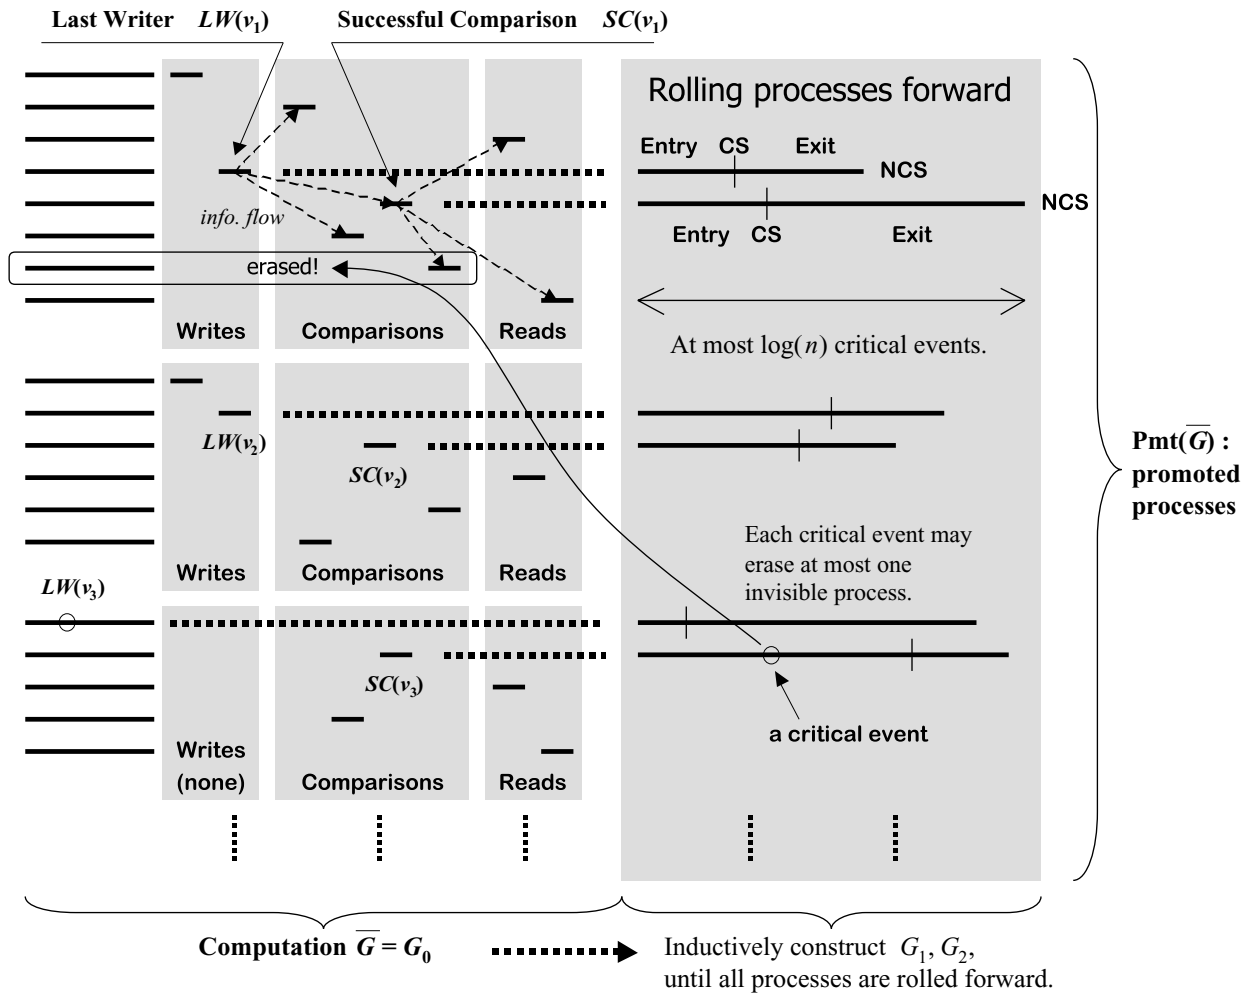 Last Writer LW(v₁) Successful Comparison SC(v₁)
Rolling processes forward
Entry CS Exit
NCS
NCS
info. flow
Entry CS Exit
erased!
Writes Comparisons Reads
At most log(n) critical events.
LW(v₂)
SC(v₂)
Pmt(G̅) :
promoted
processes
Each critical event may
erase at most one
invisible process.
Writes Comparisons Reads
LW(v₃)
SC(v₃)
a critical event
Writes
(none) Comparisons Reads
Computation G̅ = G₀
Inductively construct G₁, G₂,
until all processes are rolled forward.